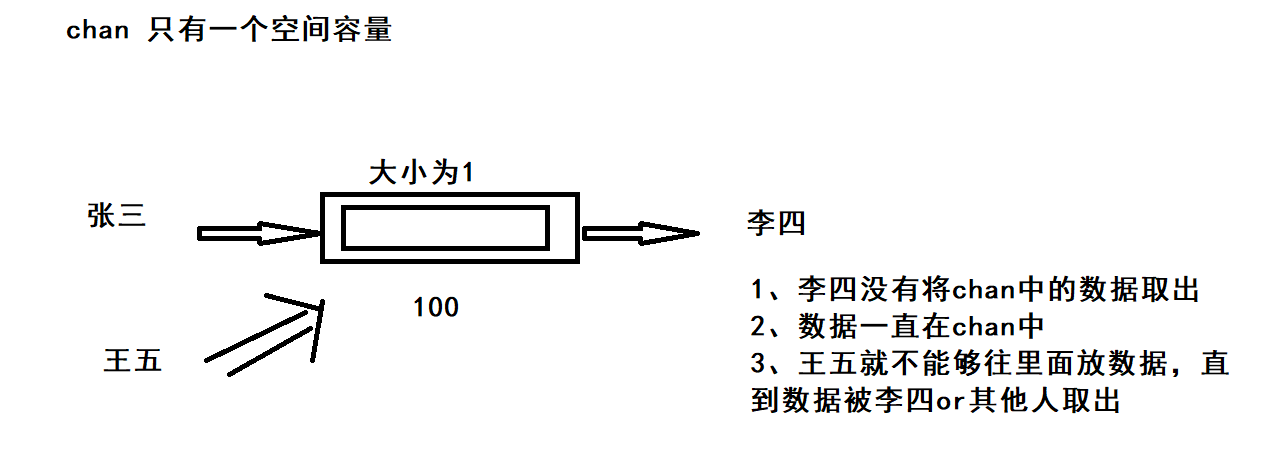 chan 只有一个空间容量
大小为1
张三
李四
100
王五
1、李四没有将chan中的数据取出
2、数据一直在chan中
3、王五就不能够往里面放数据，直
到数据被李四or其他人取出